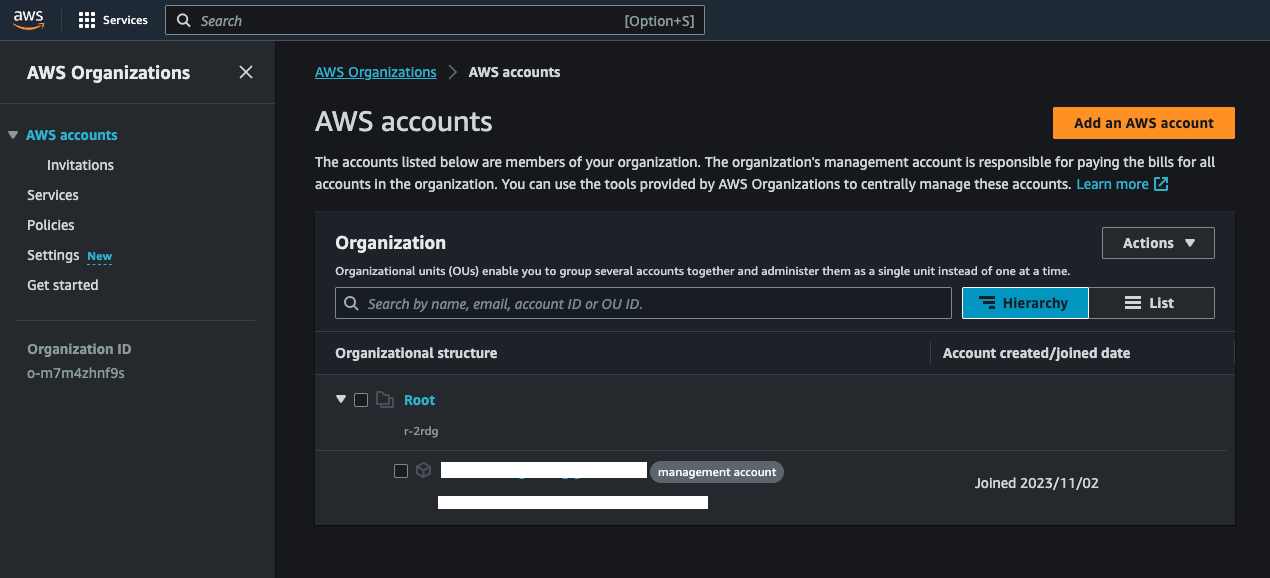 aws
Services
Search
[Option+S]
AWS Organizations
AWS accounts
Invitations
Services
Policies
Settings New
Get started
Organization ID
o-m7m4zhnf9s
AWS Organizations > AWS accounts
AWS accounts
Add an AWS account
The accounts listed below are members of your organization. The organization's management account is responsible for paying the bills for all
accounts in the organization. You can use the tools provided by AWS Organizations to centrally manage these accounts. Learn more
Organization
Actions
Organizational units (OUs) enable you to group several accounts together and administer them as a single unit instead of one at a time.
Search by name, email, account ID or OU ID.
Hierarchy
List
Organizational structure
Account created/joined date
Root
r-2rdg
management account
Joined 2023/11/02